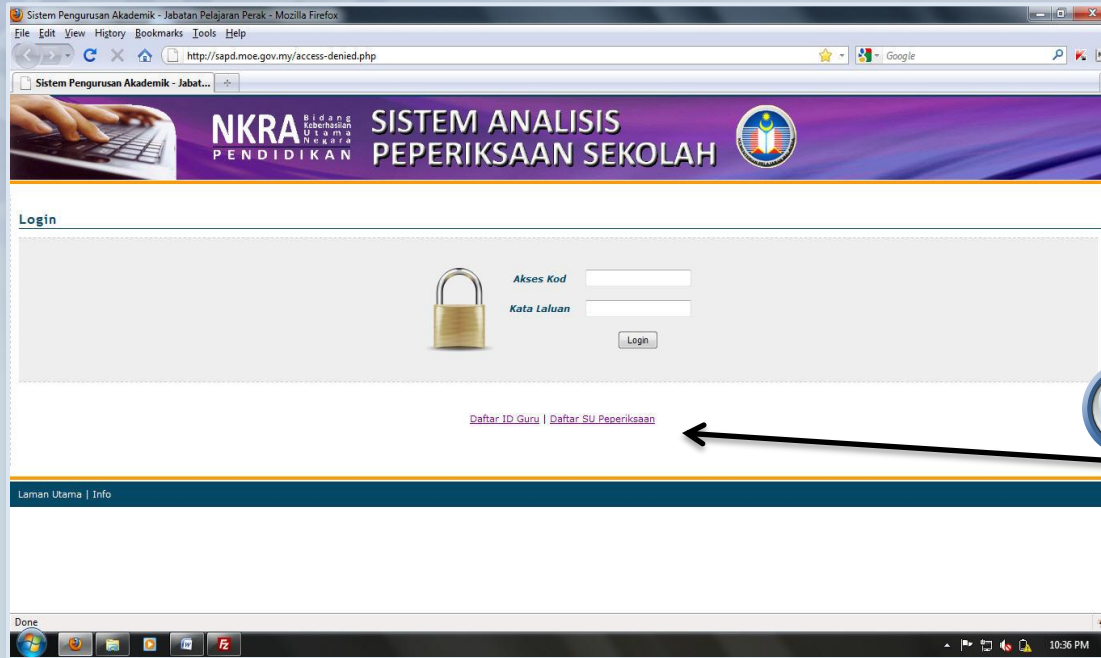 Sistem Pengurusan Akademik - Jabatan Pelajaran Perak - Mozilla Firefox
File Edit View History Bookmarks Tools Help
http://sapd.moe.gov.my/access-denied.php
Google
Sistem Pengurusan Akademik - Jabat...
NKRA Bidang Keberhasilan Utama Negara
PENDIDIKAN
SISTEM ANALISIS
PEPERIKSAAN SEKOLAH
Login
Akses Kod
Kata Laluan
Login
Daftar ID Guru | Daftar SU Peperiksaan
Laman Utama | Info
Done
10:36 PM